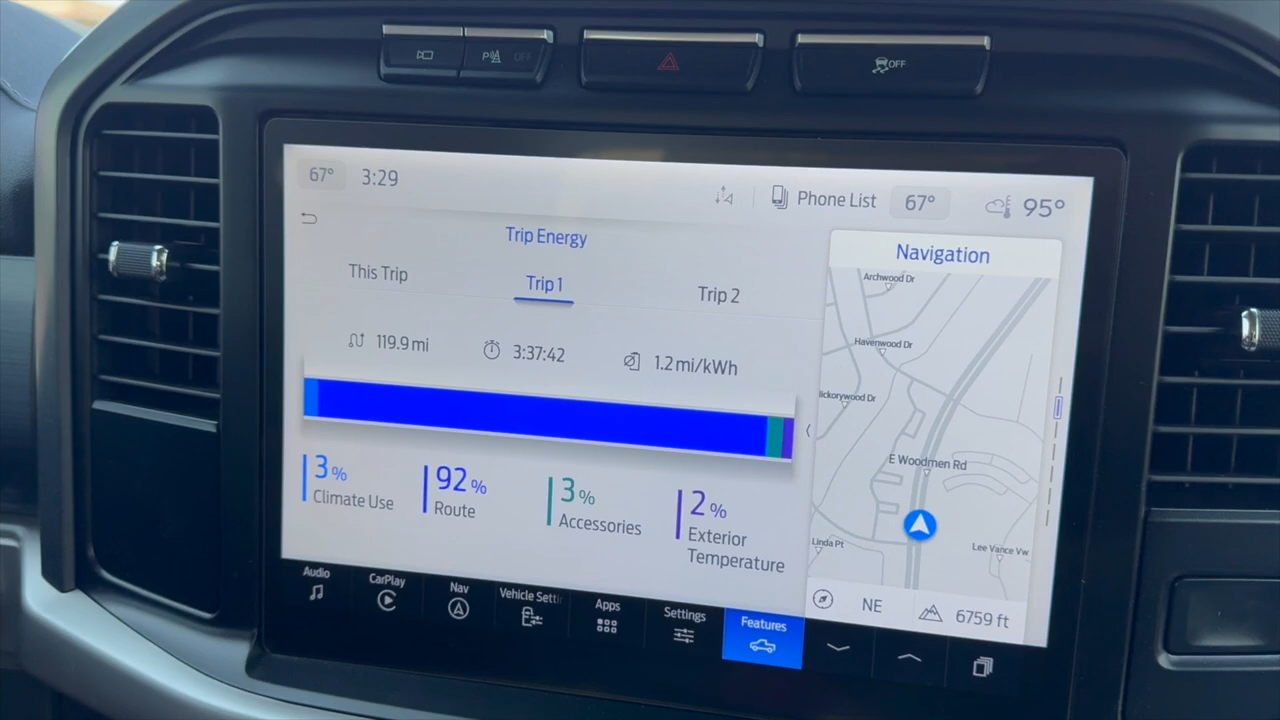 P OFF
OFF
67°
3:29
Phone List
67°
95°
Trip Energy
This Trip
Trip 1
Trip 2
119.9 mi
3:37:42
1.2 mi/kWh
3%
Climate Use
92%
Route
3%
Accessories
2%
Exterior
Temperature
Navigation
Archwood Dr
Havenwood Dr
lickorywood Dr
E Woodmen Rd
Linda Pt
Lee Vance Vw
NE
6759 ft
Audio
CarPlay
Nav
Vehicle Setti
Apps
Settings
Features